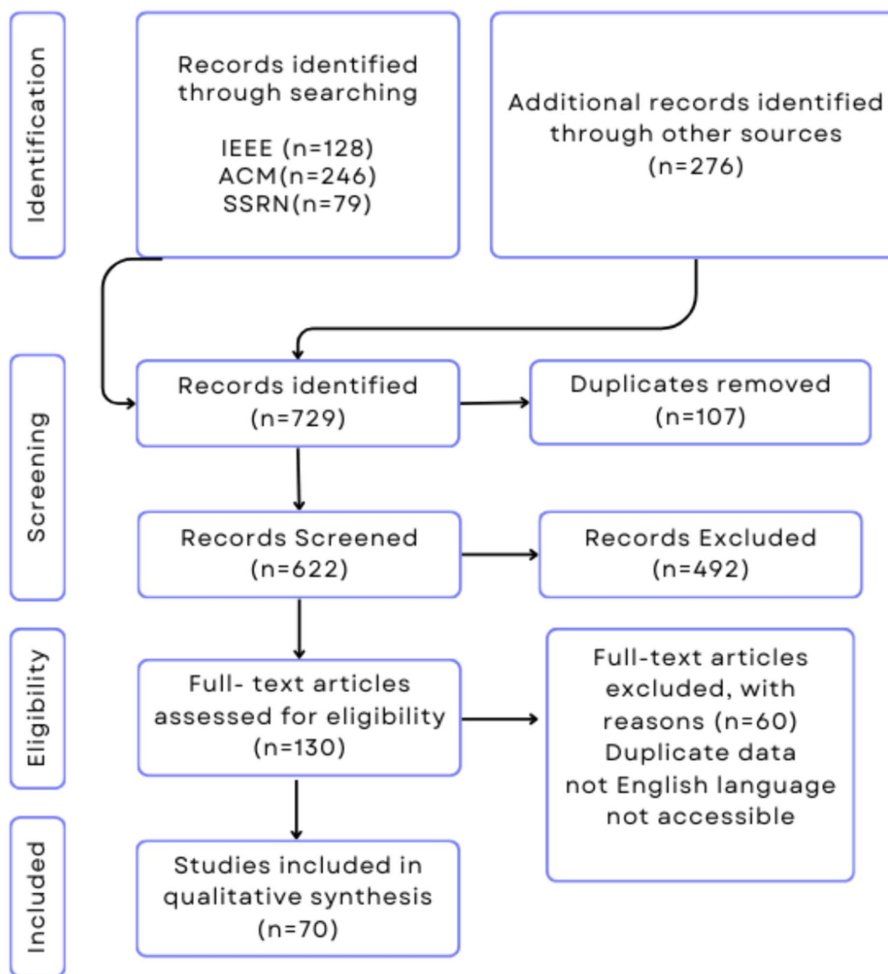 Identification
Records identified
through searching
IEEE (n=128)
ACM(n=246)
SSRN(n=79)
Additional records identified
through other sources
(n=276)
Screening
Records identified
(n=729)
Duplicates removed
(n=107)
Records Screened
(n=622)
Records Excluded
(n=492)
Eligibility
Full- text articles
assessed for eligibility
(n=130)
Full-text articles
excluded, with
reasons (n=60)
Duplicate data
not English language
not accessible
Included
Studies included in
qualitative synthesis
(n=70)